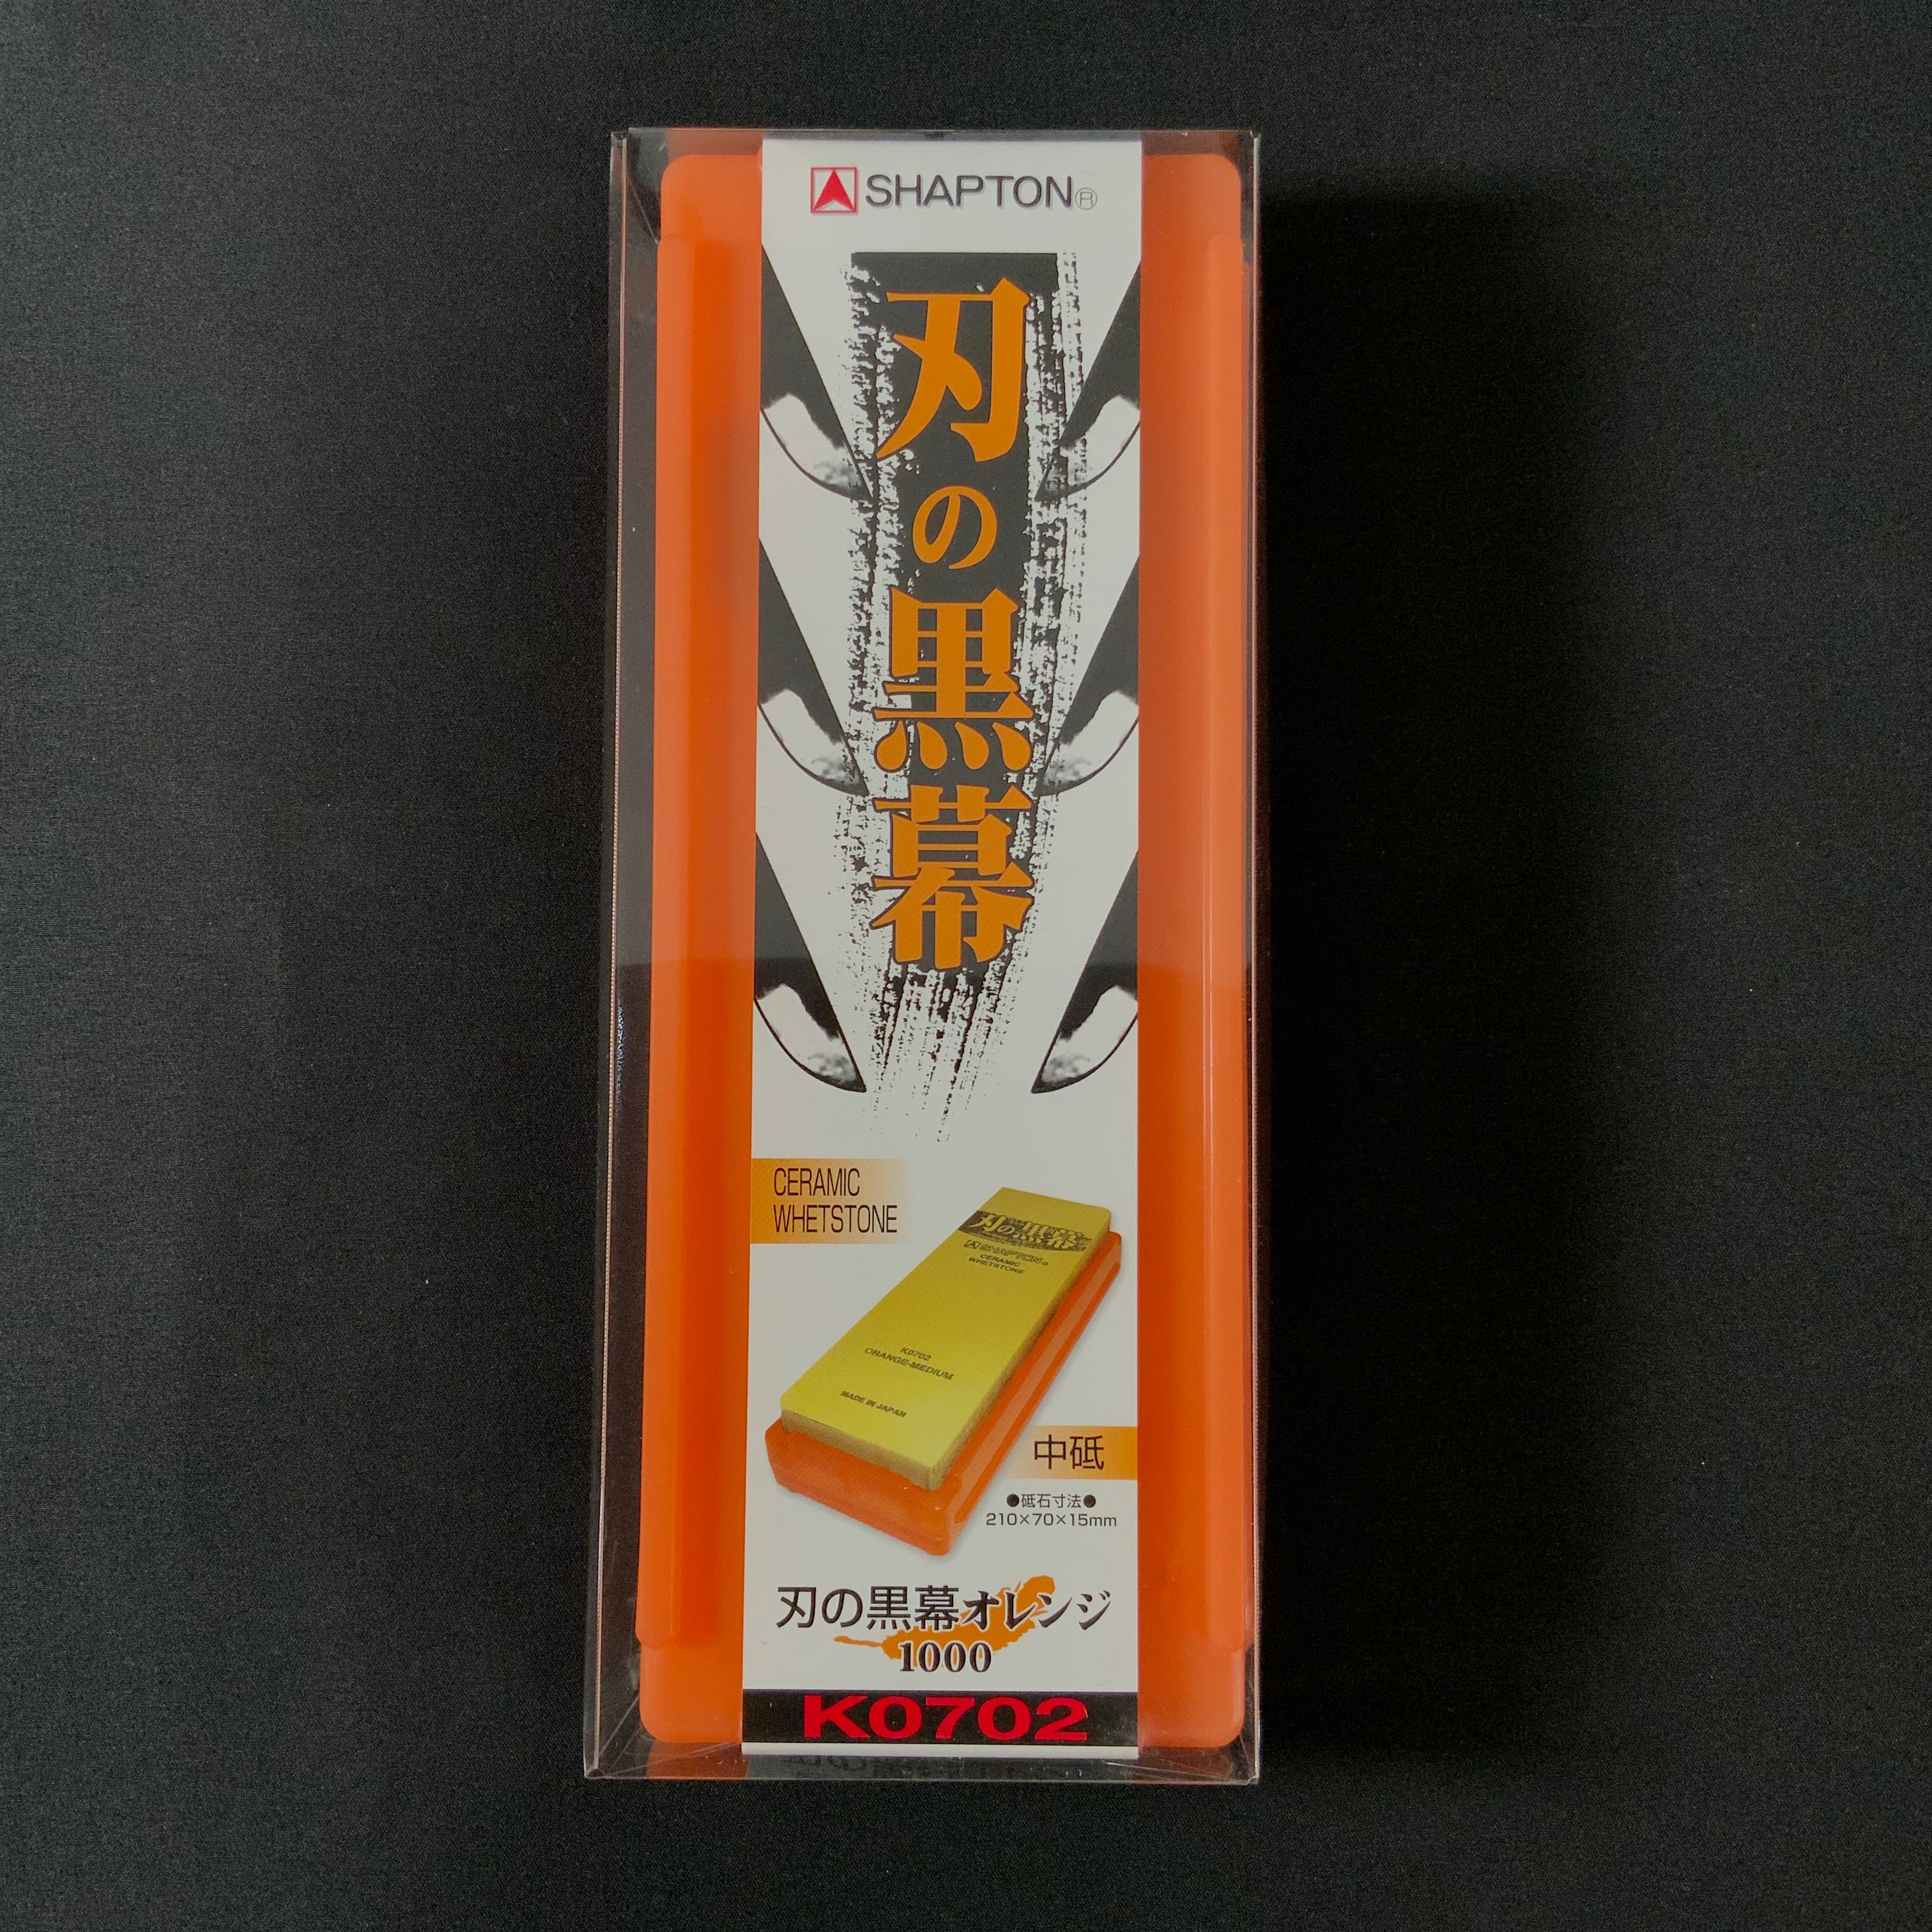 SHAPTON®
刃の黒幕
CERAMIC
WHETSTONE
刃の黒幕
SHAPTON®
CERAMIC
WHETSTONE
K0702
ORANGE-MEDIUM
MADE IN JAPAN
中砥
●砥石寸法●
210×70×15mm
刃の黒幕オレンジ
1000
K0702